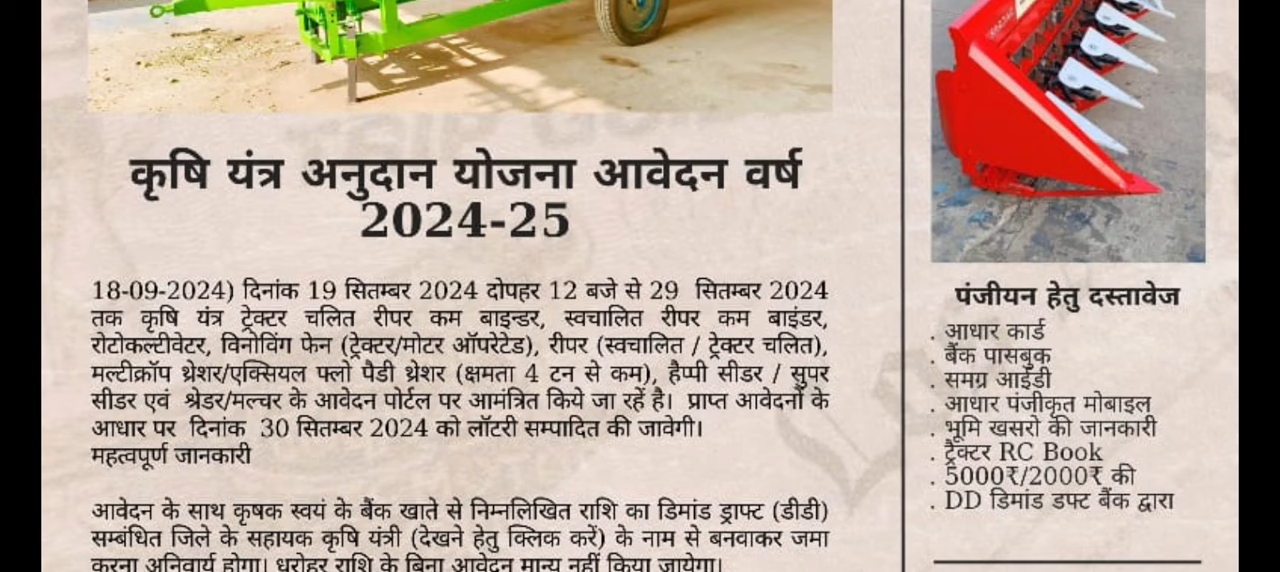 कृषि यंत्र अनुदान योजना आवेदन वर्ष
2024-25
18-09-2024) दिनांक 19 सितम्बर 2024 दोपहर 12 बजे से 29 सितम्बर 2024
तक कृषि यंत्र ट्रेक्टर चलित रीपर कम बाइन्डर, स्वचालित रीपर कम बाइंडर,
रोटोकल्टीवेटर, विनोविंग फेन (ट्रेक्टर/मोटर ऑपरेटेड), रीपर (स्वचालित / ट्रेक्टर चलित),
मल्टीक्रॉप थ्रेशर/एक्सियल फ्लो पैडी थ्रेशर (क्षमता 4 टन से कम), हैप्पी सीडर / सुपर
सीडर एवं श्रेडर/मल्चर के आवेदन पोर्टल पर आमंत्रित किये जा रहें है। प्राप्त आवेदनों के
आधार पर दिनांक 30 सितम्बर 2024 को लॉटरी सम्पादित की जावेगी।
महत्वपूर्ण जानकारी
आवेदन के साथ कृषक स्वयं के बैंक खाते से निम्नलिखित राशि का डिमांड ड्राफ्ट (डीडी)
सम्बंधित जिले के सहायक कृषि यंत्री (देखने हेतु क्लिक करें) के नाम से बनवाकर जमा
करना अनिवार्य होगा। धरोहर राशि के बिना आवेदन मान्य नहीं किया जायेगा।
पंजीयन हेतु दस्तावेज
. आधार कार्ड
. बैंक पासबुक
. समग्र आईडी
. आधार पंजीकृत मोबाइल
. भूमि खसरो की जानकारी
. ट्रैक्टर RC Book
. 5000₹/2000₹ की
. DD डिमांड डफ्ट बैंक द्वारा